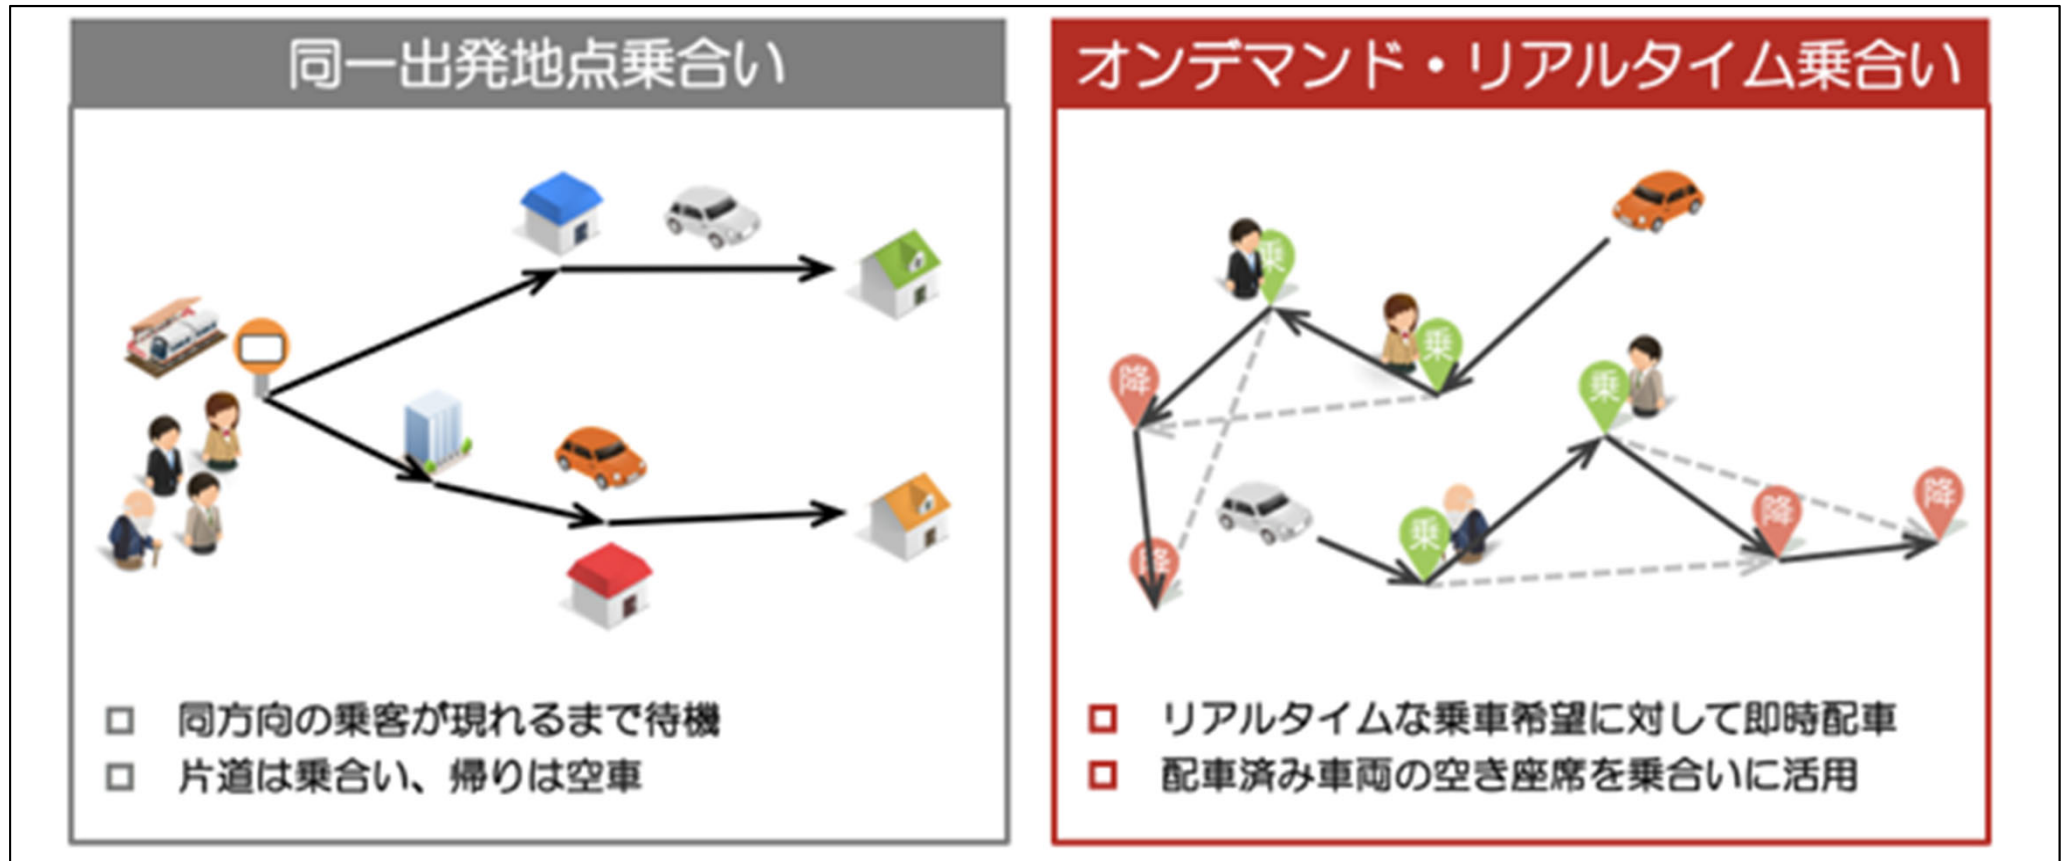 同一出発地点乗合い
同方向の乗客が現れるまで待機
片道は乗合い、帰りは空車
オンデマンド・リアルタイム乗合い
乗
乗
降
乗
降
降
乗
降
リアルタイムな乗車希望に対して即時配車
配車済み車両の空き座席を乗合いに活用